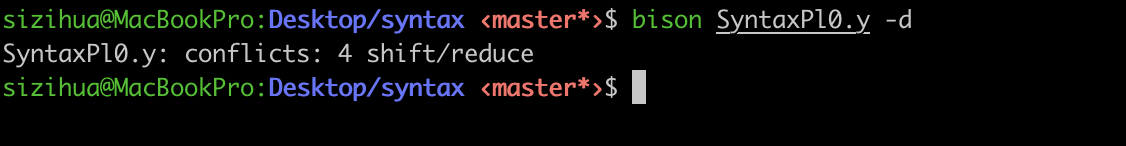 sizihua@MacBookPro:Desktop/syntax ‹master*›$ bison SyntaxPl0.y -d
SyntaxPl0.y: conflicts: 4 shift/reduce
sizihua@MacBookPro:Desktop/syntax ‹master*›$